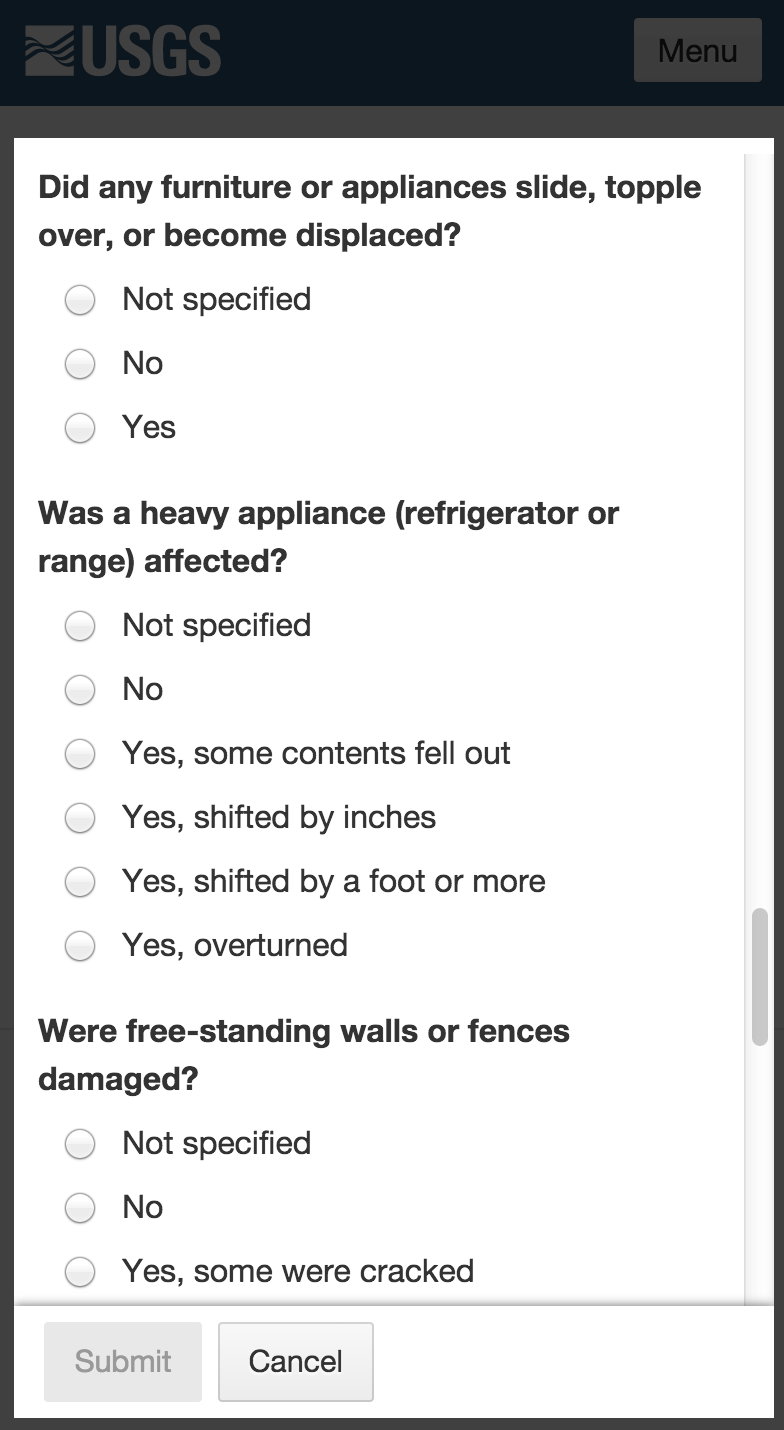 USGS
Menu
Did any furniture or appliances slide, topple
over, or become displaced?
Not specified
No
Yes
Was a heavy appliance (refrigerator or
range) affected?
Not specified
No
Yes, some contents fell out
Yes, shifted by inches
Yes, shifted by a foot or more
Yes, overturned
Were free-standing walls or fences
damaged?
Not specified
No
Yes, some were cracked
Submit
Cancel